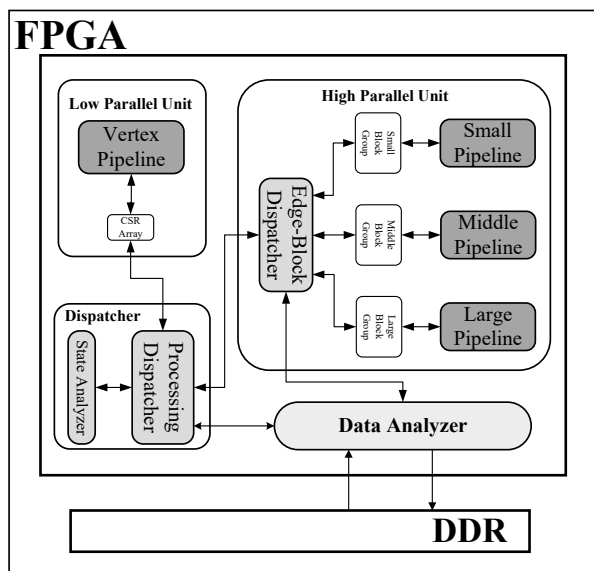 FPGA
Low Parallel Unit
Vertex
Pipeline
CSR
Array
High Parallel Unit
Edge-Block
Dispatcher
Small
Block
Group
Small
Pipeline
Middle
Block
Group
Middle
Pipeline
Large
Block
Group
Large
Pipeline
Dispatcher
State Analyzer
Processing
Dispatcher
Data Analyzer
DDR